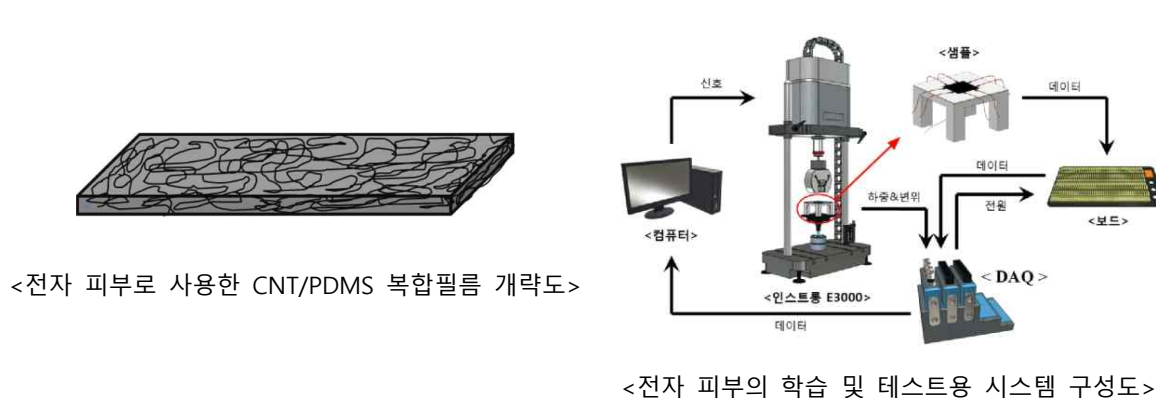 <샘플>
신호
데이터
데이터
하중&변위
전원
<컴퓨터>
<보드>
< DAQ >
<전자 피부로 사용한 CNT/PDMS 복합필름 개략도>
<인스트롱 E3000>
데이터
<전자 피부의 학습 및 테스트용 시스템 구성도>